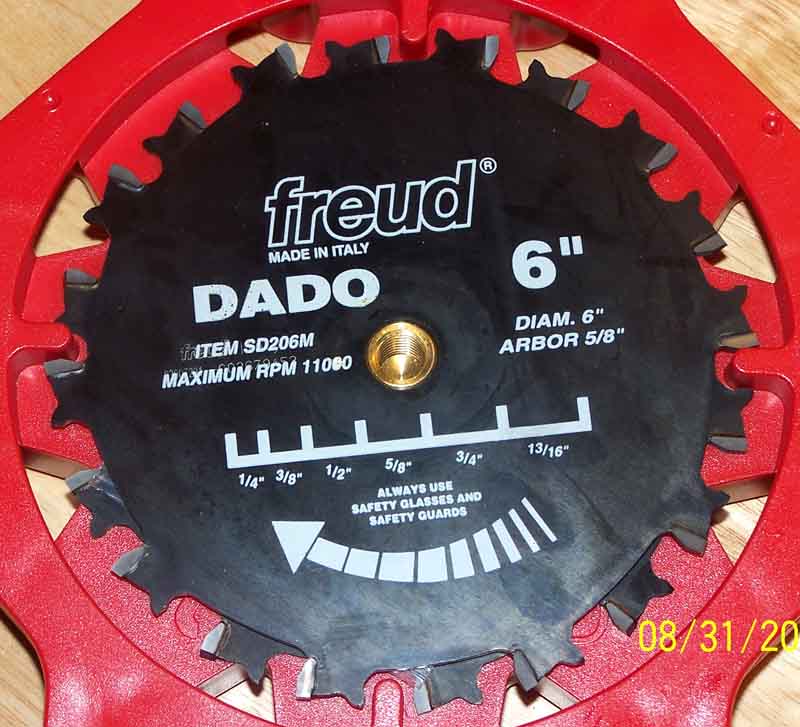 freud®
MADE IN ITALY
DADO
6"
DIAM. 6"
ITEM SD206M
ARBOR 5/8"
MAXIMUM RPM 11000
1/4" 3/8" 1/2" 5/8" 3/4" 13/16"
ALWAYS USE
SAFETY GLASSES AND
SAFETY GUARDS
08/31/20